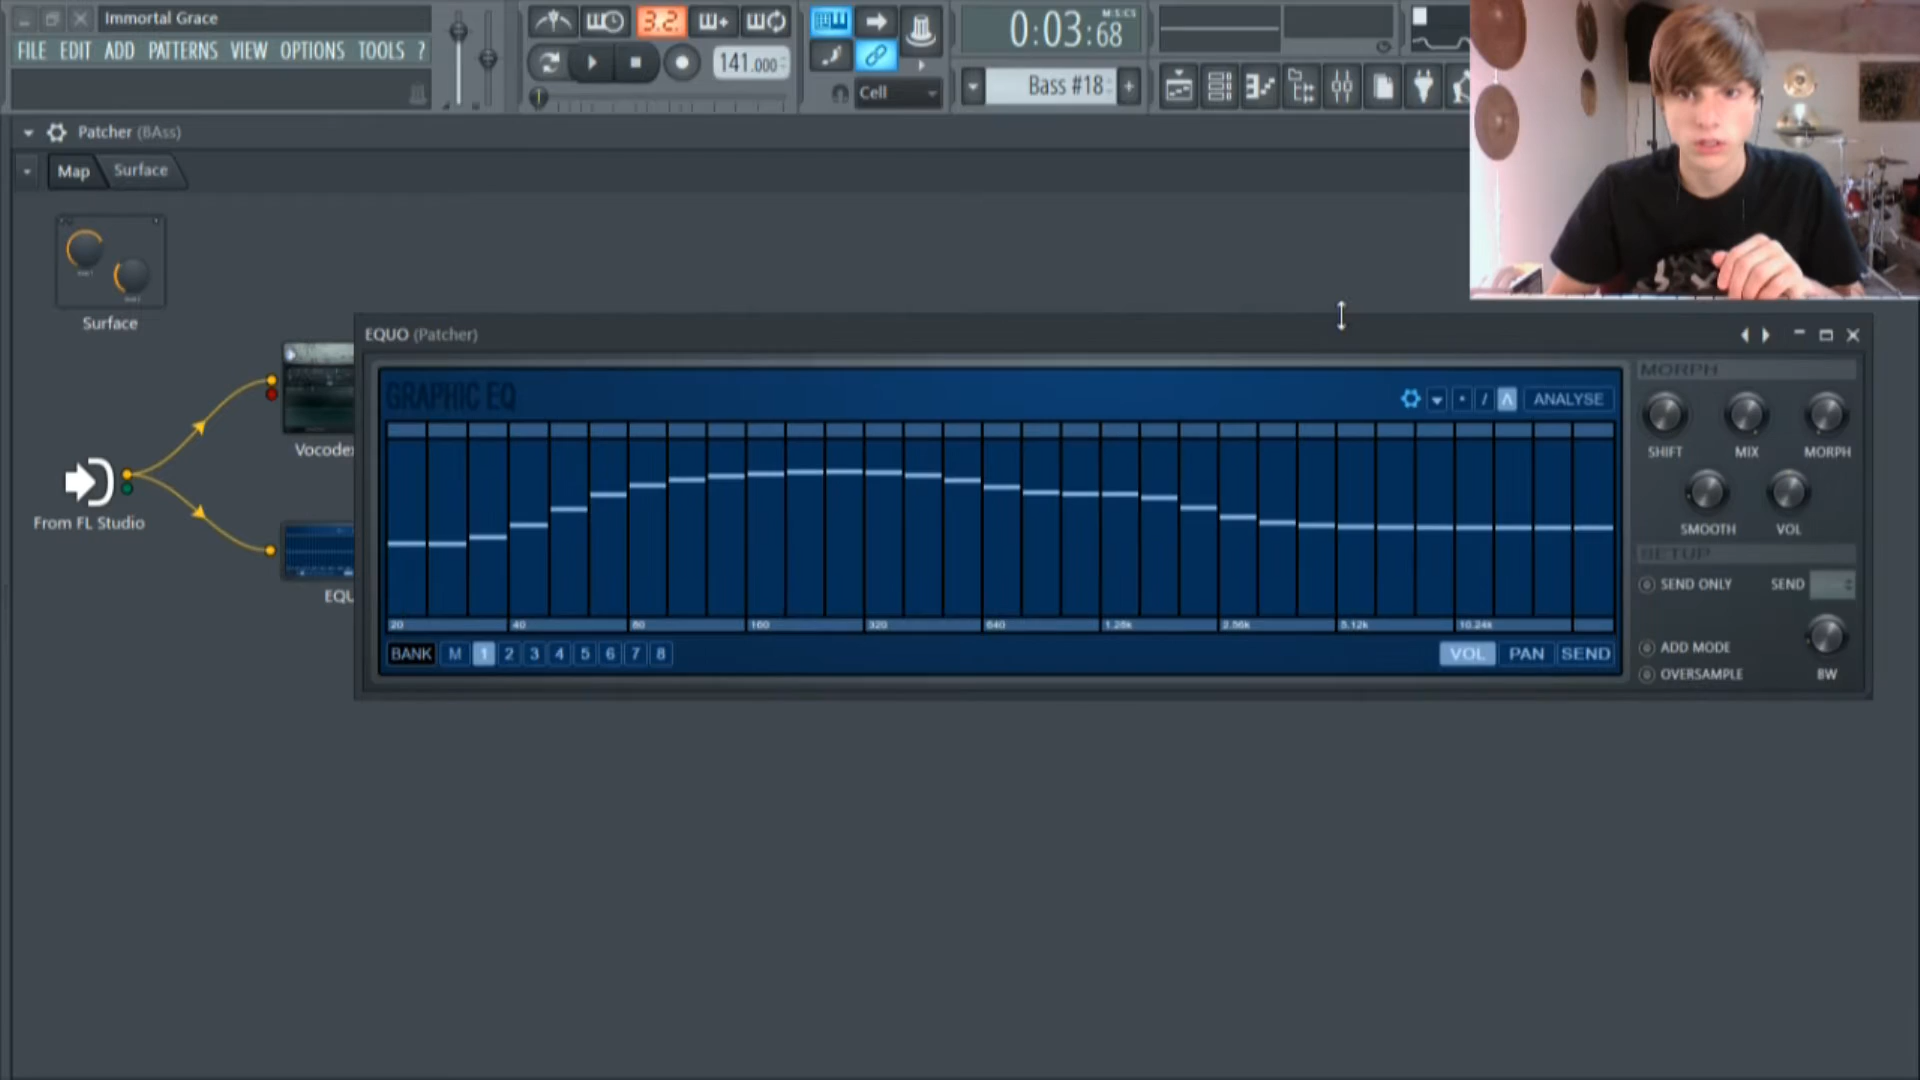 Immortal Grace
FILE EDIT ADD PATTERNS VIEW OPTIONS TOOLS ?
3.2.
141.000
0:03:68
M:S:CS
Cell
Bass #18
Patcher (BAss)
Map Surface
Surface
Vocodex
From FL Studio
EQU
EQUO (Patcher)
GRAPHIC EQ
ANALYSE
20 40 80 160 320 640 1.28k 2.56k 5.12k 10.24k
BANK M 1 2 3 4 5 6 7 8
VOL PAN SEND
MORPH
SHIFT MIX MORPH
SMOOTH VOL
SETUP
SEND ONLY SEND
ADD MODE
OVERSAMPLE BW